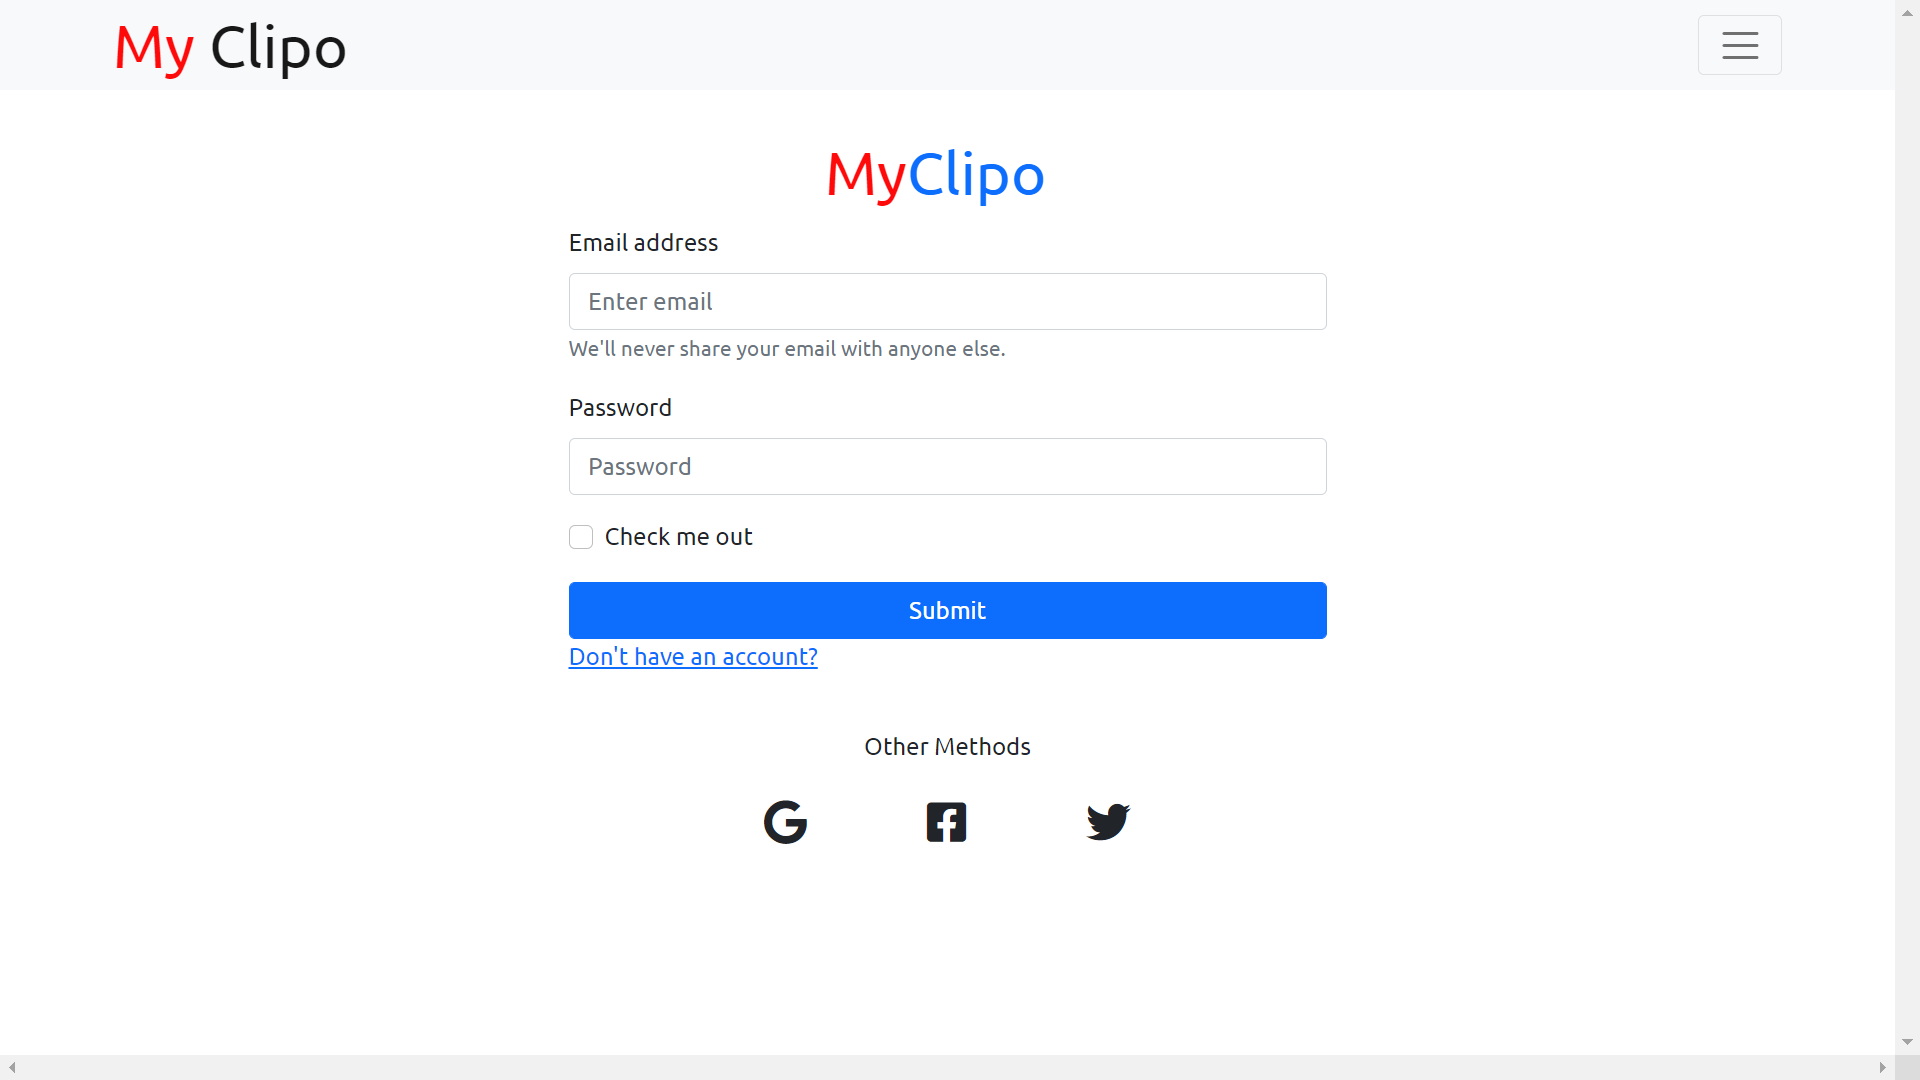 My Clipo
MyClipo
Email address
Enter email
We'll never share your email with anyone else.
Password
Password
Check me out
Submit
Don't have an account?
Other Methods